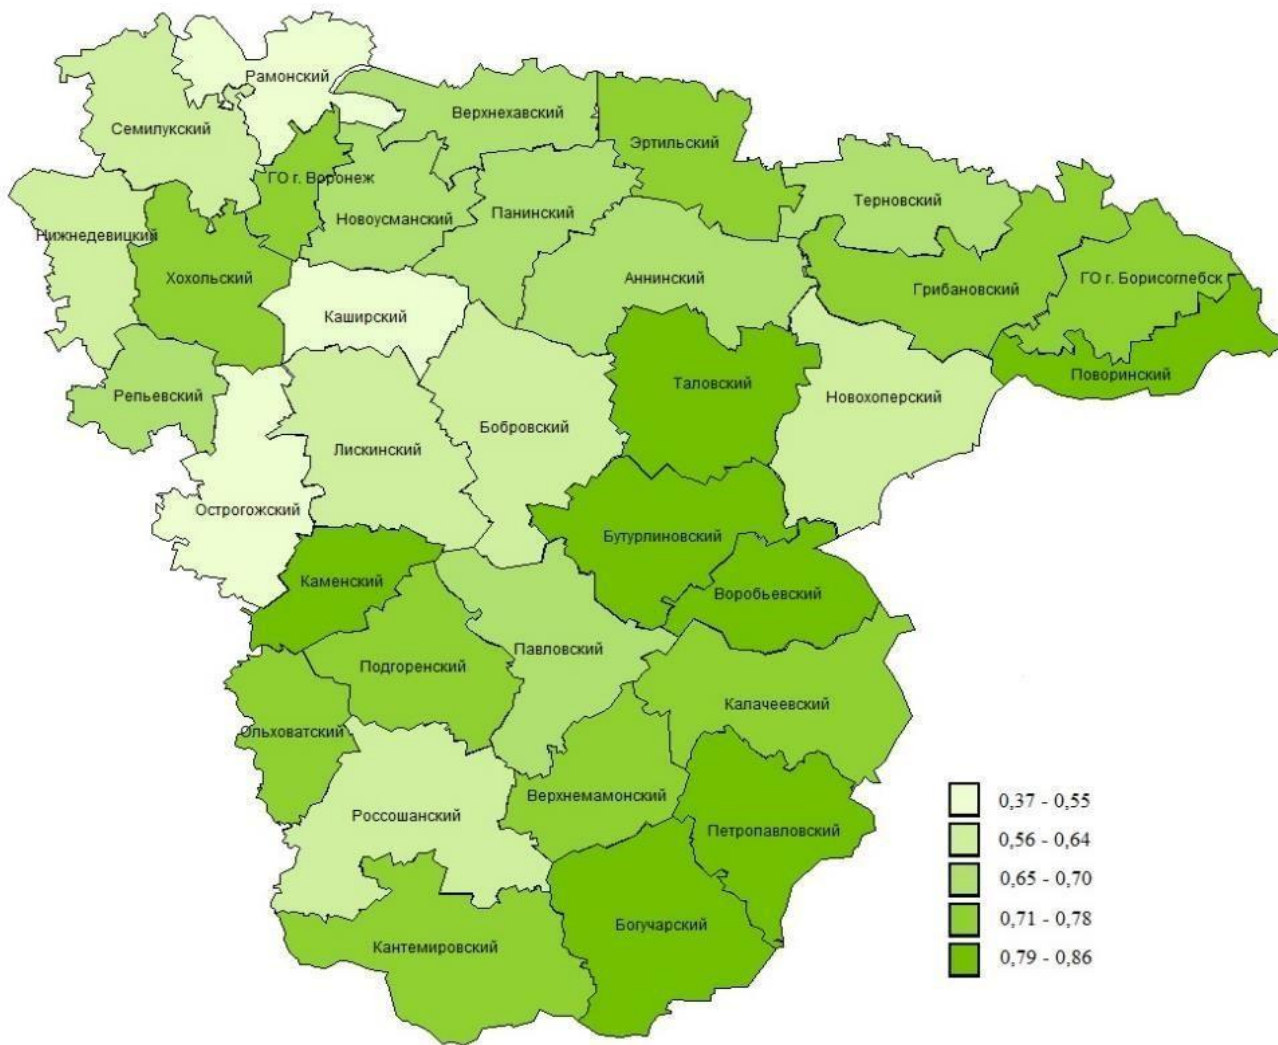 Рамонский
Верхнехавский
Семилукский
Эртильский
ГО г. Воронеж
Терновский
Новоусманский
Панинский
Нижнедевицкий
Хохольский
Аннинский
Грибановский
ГО г. Борисоглебск
Каширский
Поворинский
Таловский
Репьевский
Новохоперский
Бобровский
Лискинский
Острогожский
Бутурлиновский
Каменский
Воробьевский
Павловский
Подгоренский
Калачеевский
Ольховатский
Верхнемамонский
Россошанский
Петропавловский
Богучарский
Кантемировский
0,37 - 0,55
0,56 - 0,64
0,65 - 0,70
0,71 - 0,78
0,79 - 0,86